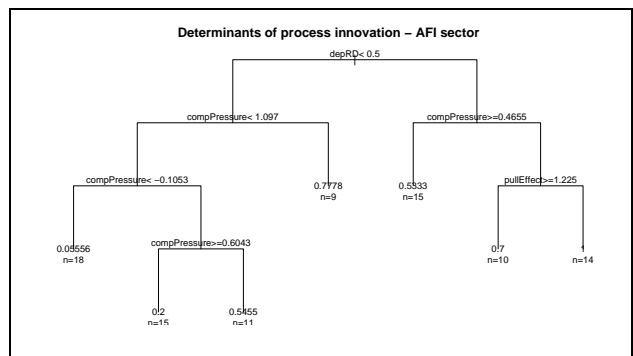 Determinants of process innovation – AFI sector
depRD< 0.5
compPressure< 1.097
compPressure>=0.4655
compPressure< −0.1053
0.7778
n=9
0.5333
n=15
pullEffect>=1.225
0.05556
n=18
compPressure>=0.6043
0.7
n=10
1
n=14
0.2
n=15
0.5455
n=11